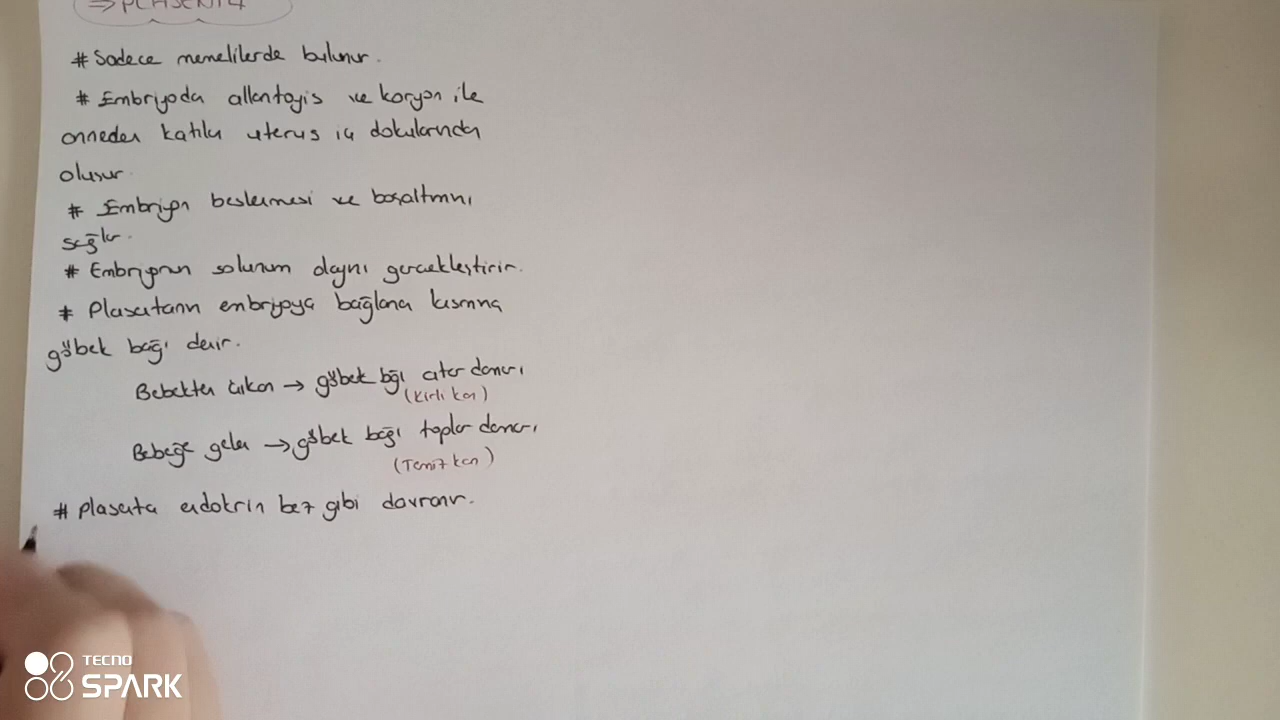 ⇒ PLASENTA
# Sadece memelilerde bulunur.
# Embriyoda allantoyis ve koryon ile
anneden katılan uterus iç dokularından
oluşur.
# Embriyon beslenmesi ve boşaltımını
sağlar.
# Embriyonun solunum olayını gerçekleştirir.
# Plasentanın embriyoya bağlanan kısmına
göbek bağı denir.
Bebekten çıkan → göbek bağı atar damarı
(Kirli kan)
Bebeğe gelen → göbek bağı toplar damarı
(Temiz kan)
# Plasenta endokrin bez gibi davranır.
TECNO
SPARK